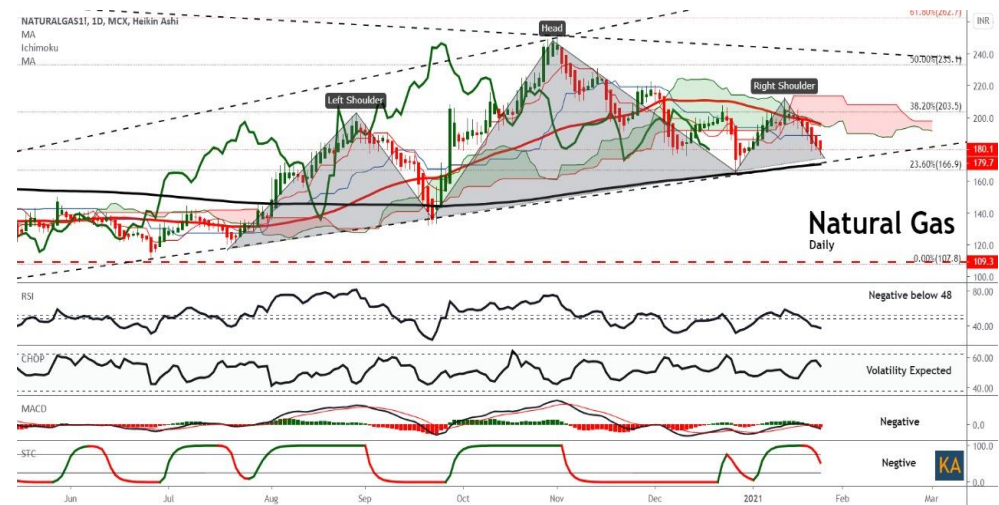 NATURALGAS1!, 1D, MCX, Heikin Ashi
MA
Ichimoku
MA
61.80%(262.7)
INR
Head
50.00%(235.1)
240.0
Left Shoulder
Right Shoulder
220.0
38.20%(203.5)
200.0
180.1
179.7
23.60%(166.9)
160.0
140.0
Natural Gas
Daily
120.0
0.00%(107.8)
109.3
100.0
RSI
Negative below 48
80.00
40.00
CHOP
Volatility Expected
60.00
40.00
MACD
Negative
0.0
STC
Negtive
KA
100.0
0.0
Jun
Jul
Aug
Sep
Oct
Nov
Dec
2021
Feb
Mar